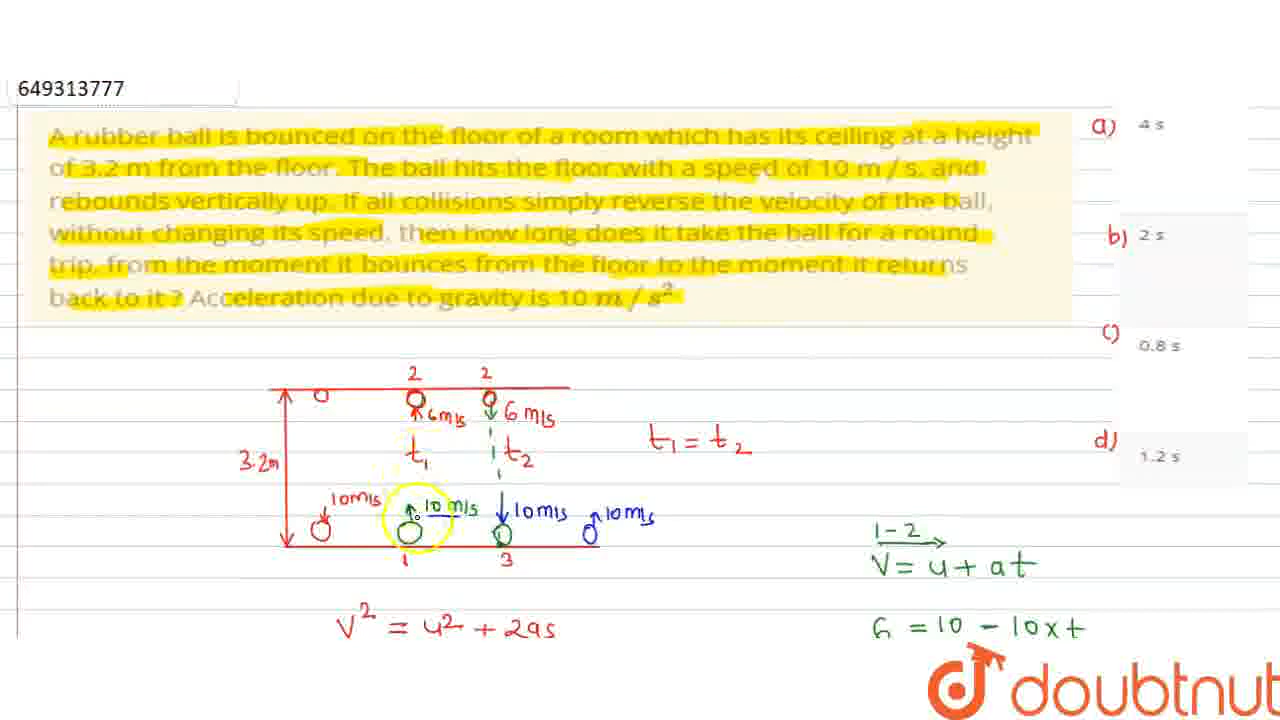 649313777
A rubber ball is bounced on the floor of a room which has its ceiling at a height
of 3.2 m from the floor. The ball hits the floor with a speed of 10 m/s, and
rebounds vertically up. If all collisions simply reverse the velocity of the ball,
without changing its speed, then how long does it take the ball for a round
trip, from the moment it bounces from the floor to the moment it returns
back to it ? Acceleration due to gravity is 10 m/s²
a) 4 s
b) 2 s
c) 0.8 s
d) 1.2 s
2 2
6m/s 6 m/s
t₁ t₂ t₁ = t₂
3.2m
10m/s 10 m/s 10m/s 10m/s
1 3
1-2
V = u + at
V² = u² + 2as
6 = 10 - 10xt
doubtnut